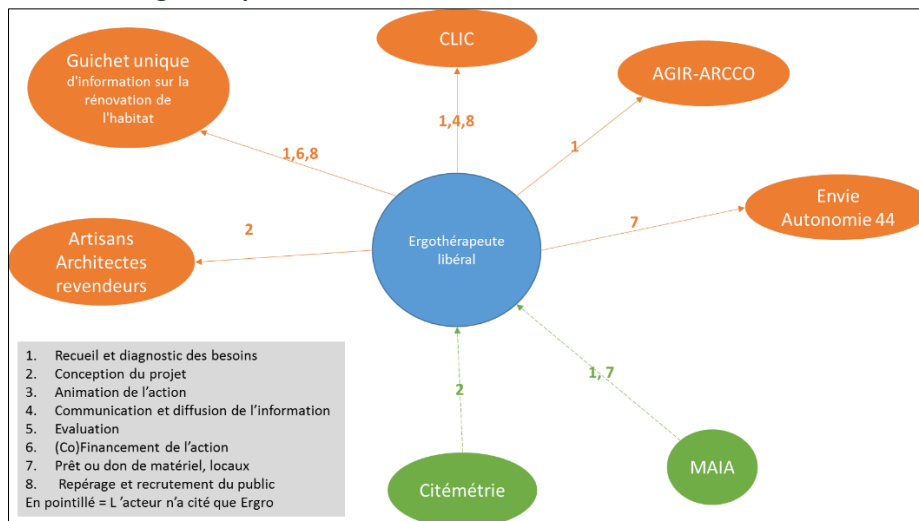 CLIC
Guichet unique
d'information sur la
rénovation de
l'habitat
AGIR-ARCCO
1,4,8
1
1,6,8
Envie
Autonomie 44
7
2
Artisans
Architectes
revendeurs
Ergothérapeute
libéral
1. Recueil et diagnostic des besoins
2. Conception du projet
3. Animation de l'action
4. Communication et diffusion de l'information
5. Evaluation
6. (Co)Financement de l'action
7. Prêt ou don de matériel, locaux
8. Repérage et recrutement du public
En pointillé = L 'acteur n'a cité que Ergro
2
1, 7
Citémétrie
MAIA